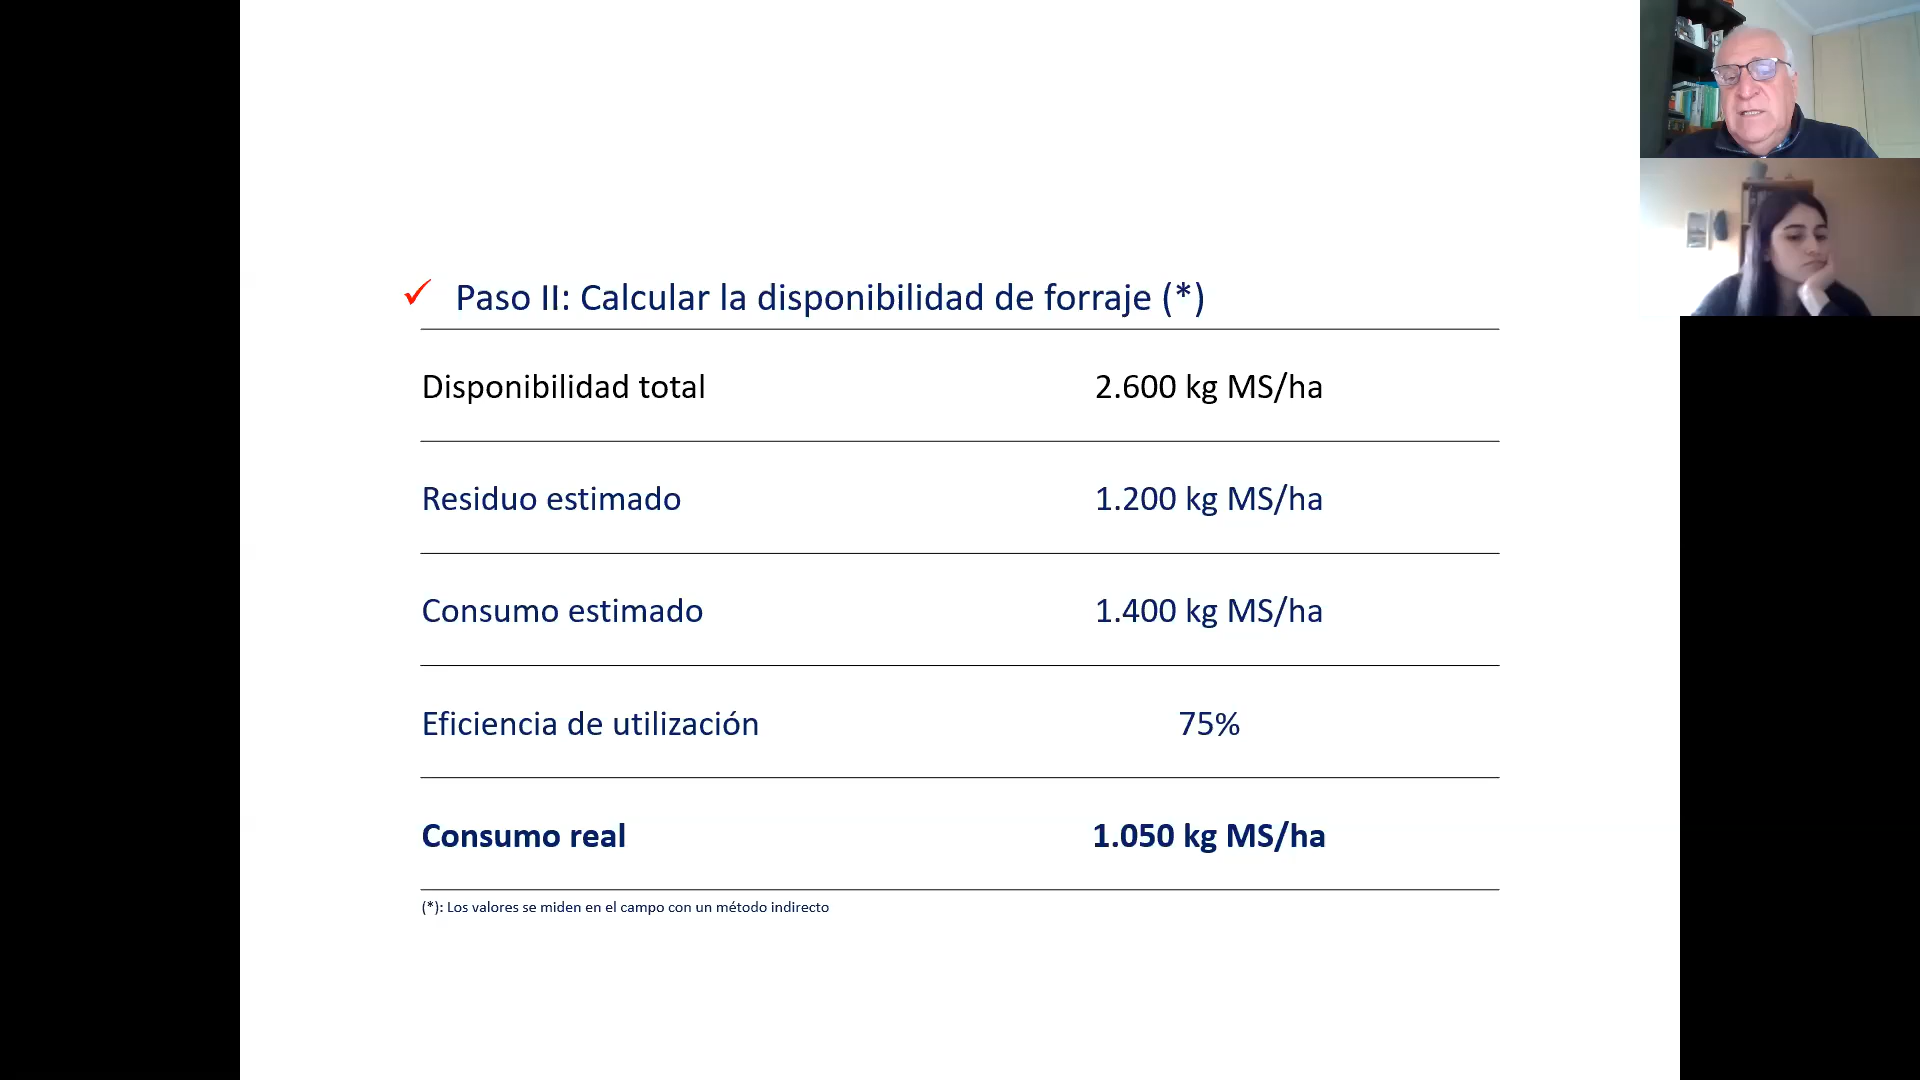 ✓ Paso II: Calcular la disponibilidad de forraje (*)
Disponibilidad total 2.600 kg MS/ha
Residuo estimado 1.200 kg MS/ha
Consumo estimado 1.400 kg MS/ha
Eficiencia de utilización 75%
Consumo real 1.050 kg MS/ha
(*): Los valores se miden en el campo con un método indirecto